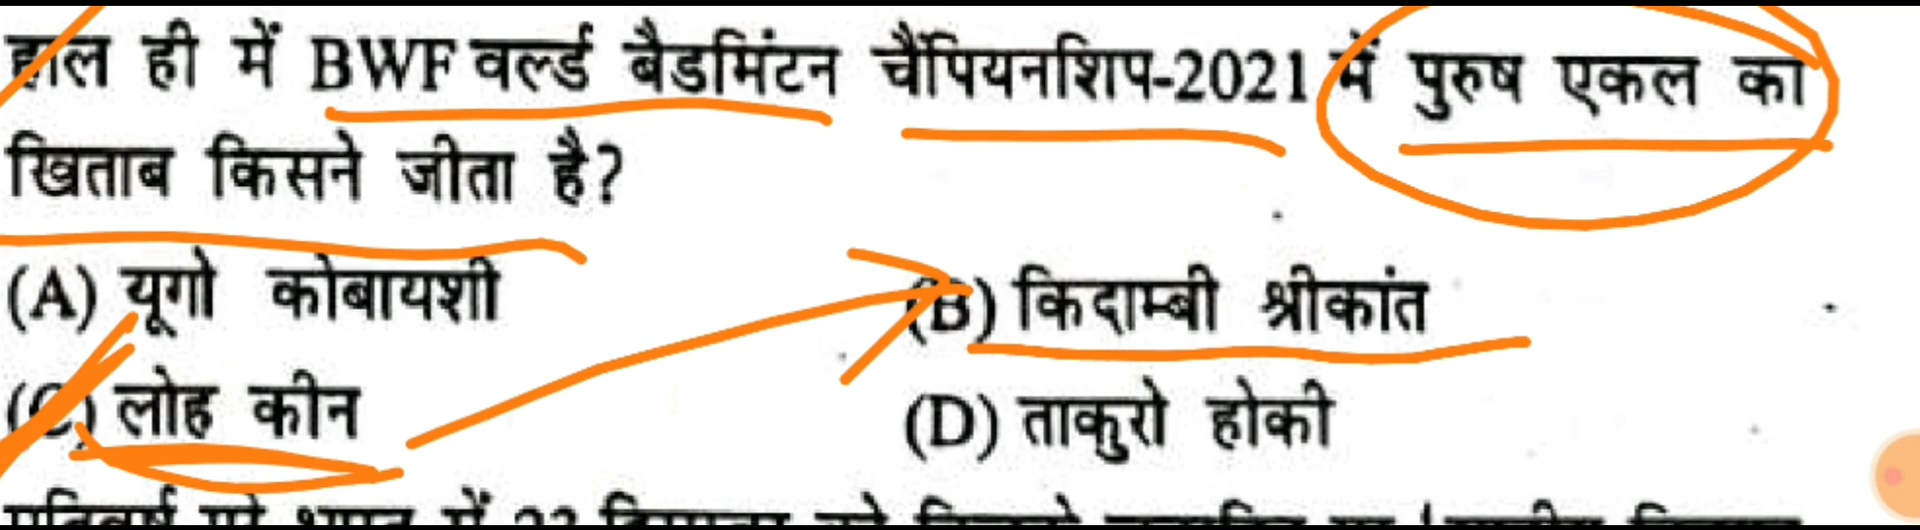 हाल ही में BWF वर्ल्ड बैडमिंटन चैंपियनशिप-2021 में पुरुष एकल का
खिताब किसने जीता है?
(A) यूगो कोबायशी (B) किदाम्बी श्रीकांत
(C) लोह कीन (D) ताकुरो होकी